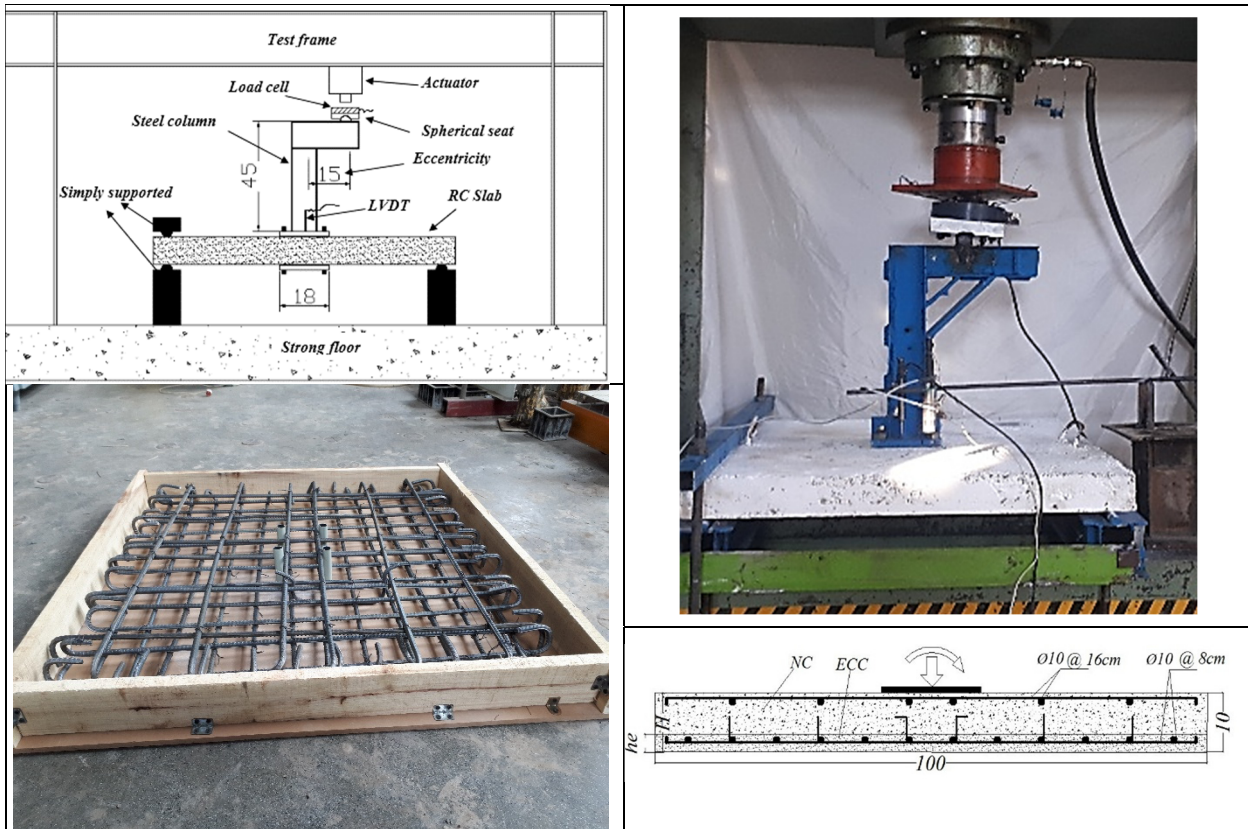 Test frame
Actuator
Load cell
Steel column
Spherical seat
Eccentricity
45
15
Simply supported
LVDT
RC Slab
18
Strong floor
NC
ECC
Ø10 @ 16cm
Ø10 @ 8cm
H
he
10
100